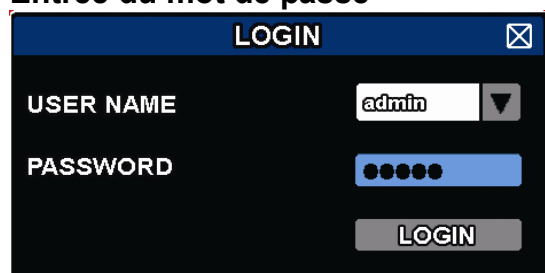 Entrée du mot de passe
LOGIN
USER NAME admin
PASSWORD ●●●●●
LOGIN